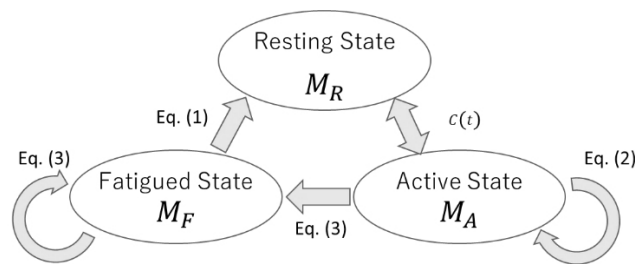 Resting State
M_R
Eq. (1)
C(t)
Eq. (3)
Fatigued State
M_F
Eq. (3)
Active State
M_A
Eq. (2)